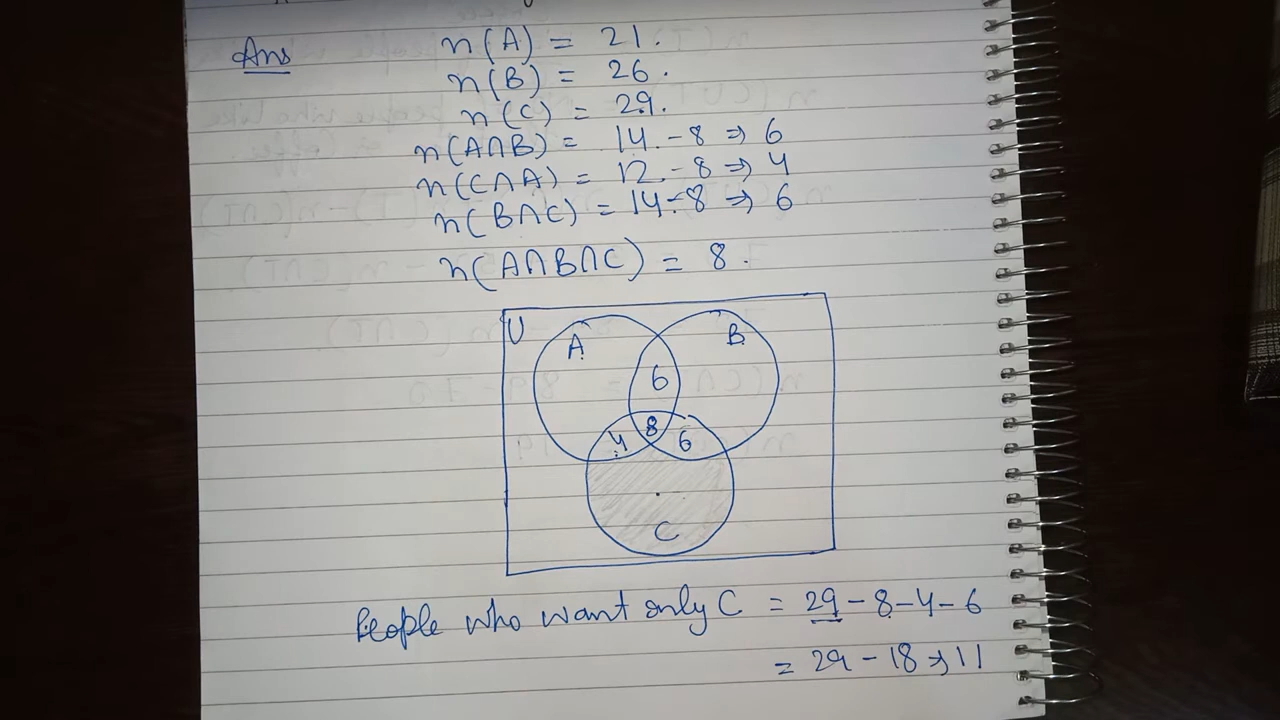 Ans
n(A) = 21.
n(B) = 26.
n(C) = 29.
n(A∩B) = 14.-8 ⇒ 6
n(C∩A) = 12.-8 ⇒ 4
n(B∩C) = 14-8 ⇒ 6
n(A∩B∩C) = 8.
U
A
B
6
8
4
6
C
People who want only C = 29-8-4-6
= 29-18⇒11